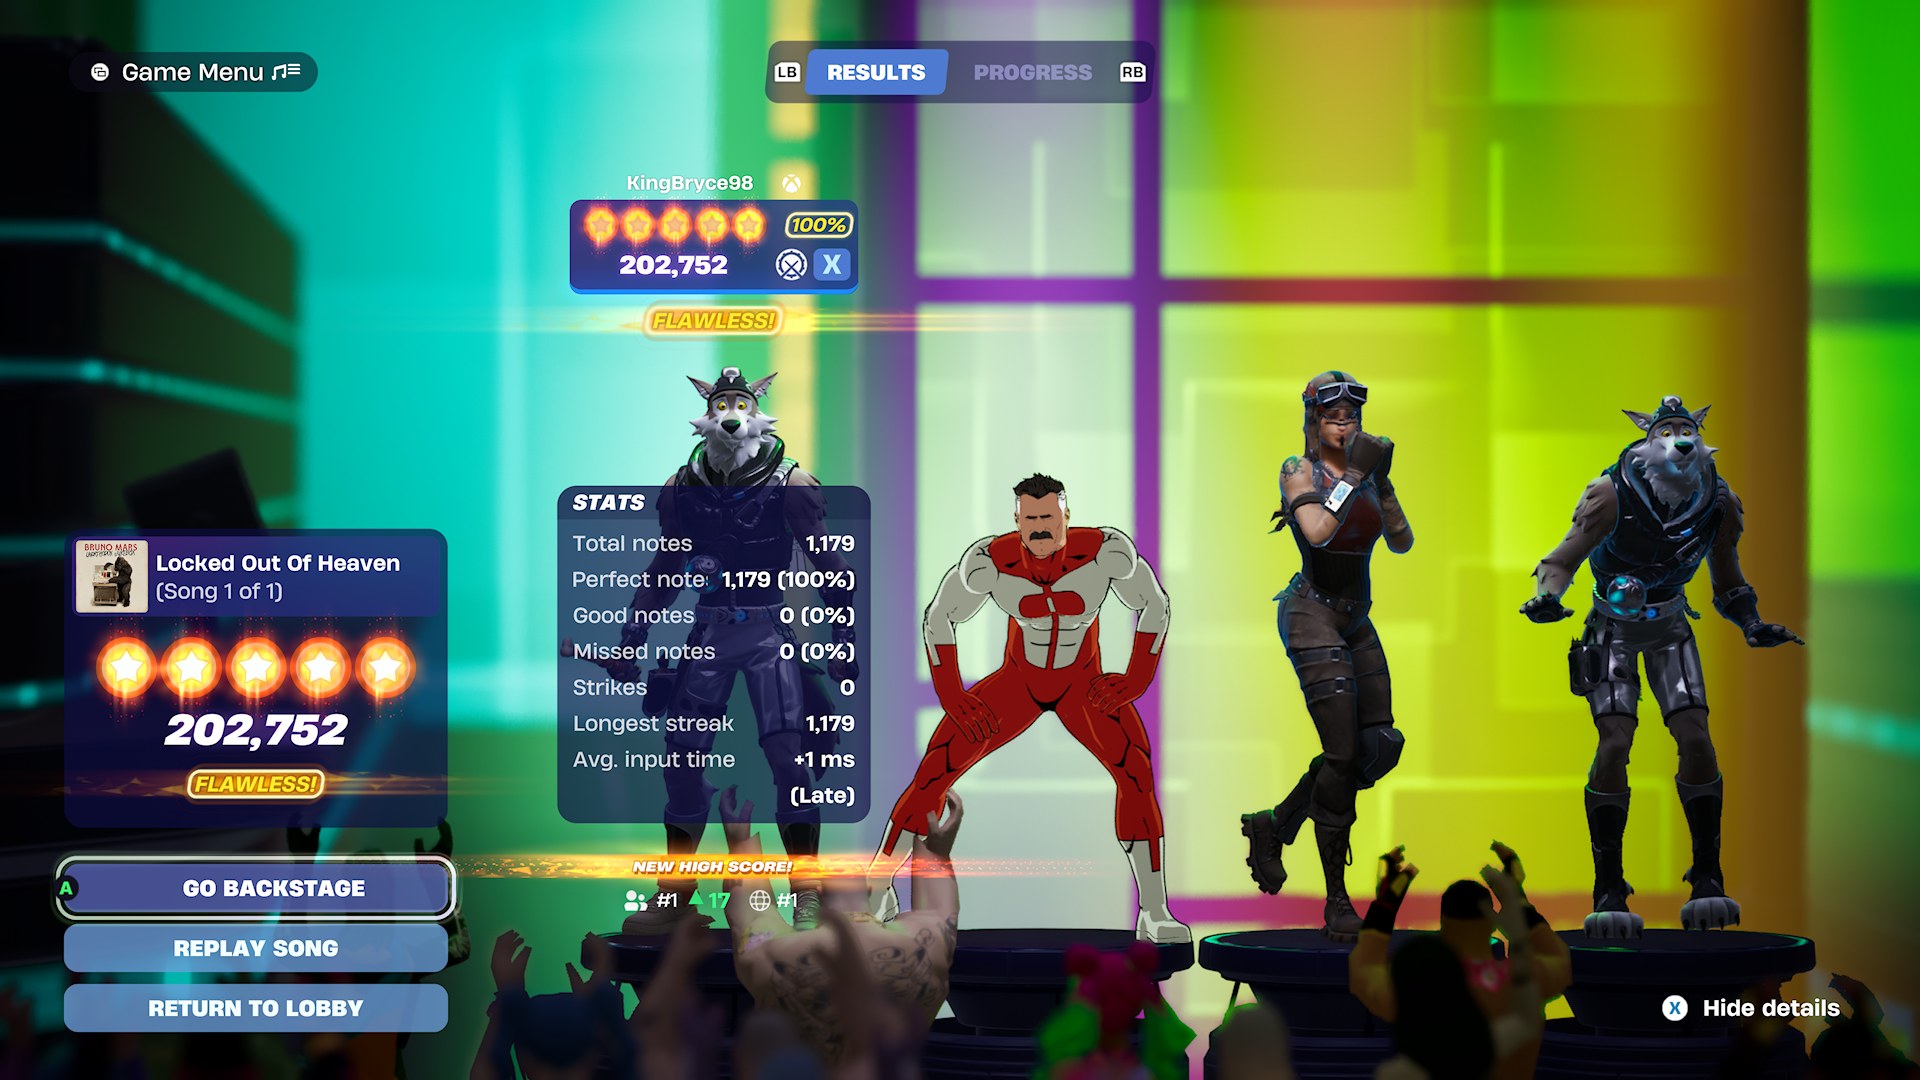 Game Menu
LB RESULTS PROGRESS RB
KingBryce98
100%
202,752
X
FLAWLESS!
STATS
Total notes 1,179
Perfect note 1,179 (100%)
Good notes 0 (0%)
Missed notes 0 (0%)
Strikes 0
Longest streak 1,179
Avg. input time +1 ms
(Late)
NEW HIGH SCORE!
#1 17 #1
BRUNO MARS
Locked Out Of Heaven
(Song 1 of 1)
202,752
FLAWLESS!
A GO BACKSTAGE
REPLAY SONG
RETURN TO LOBBY
X Hide details